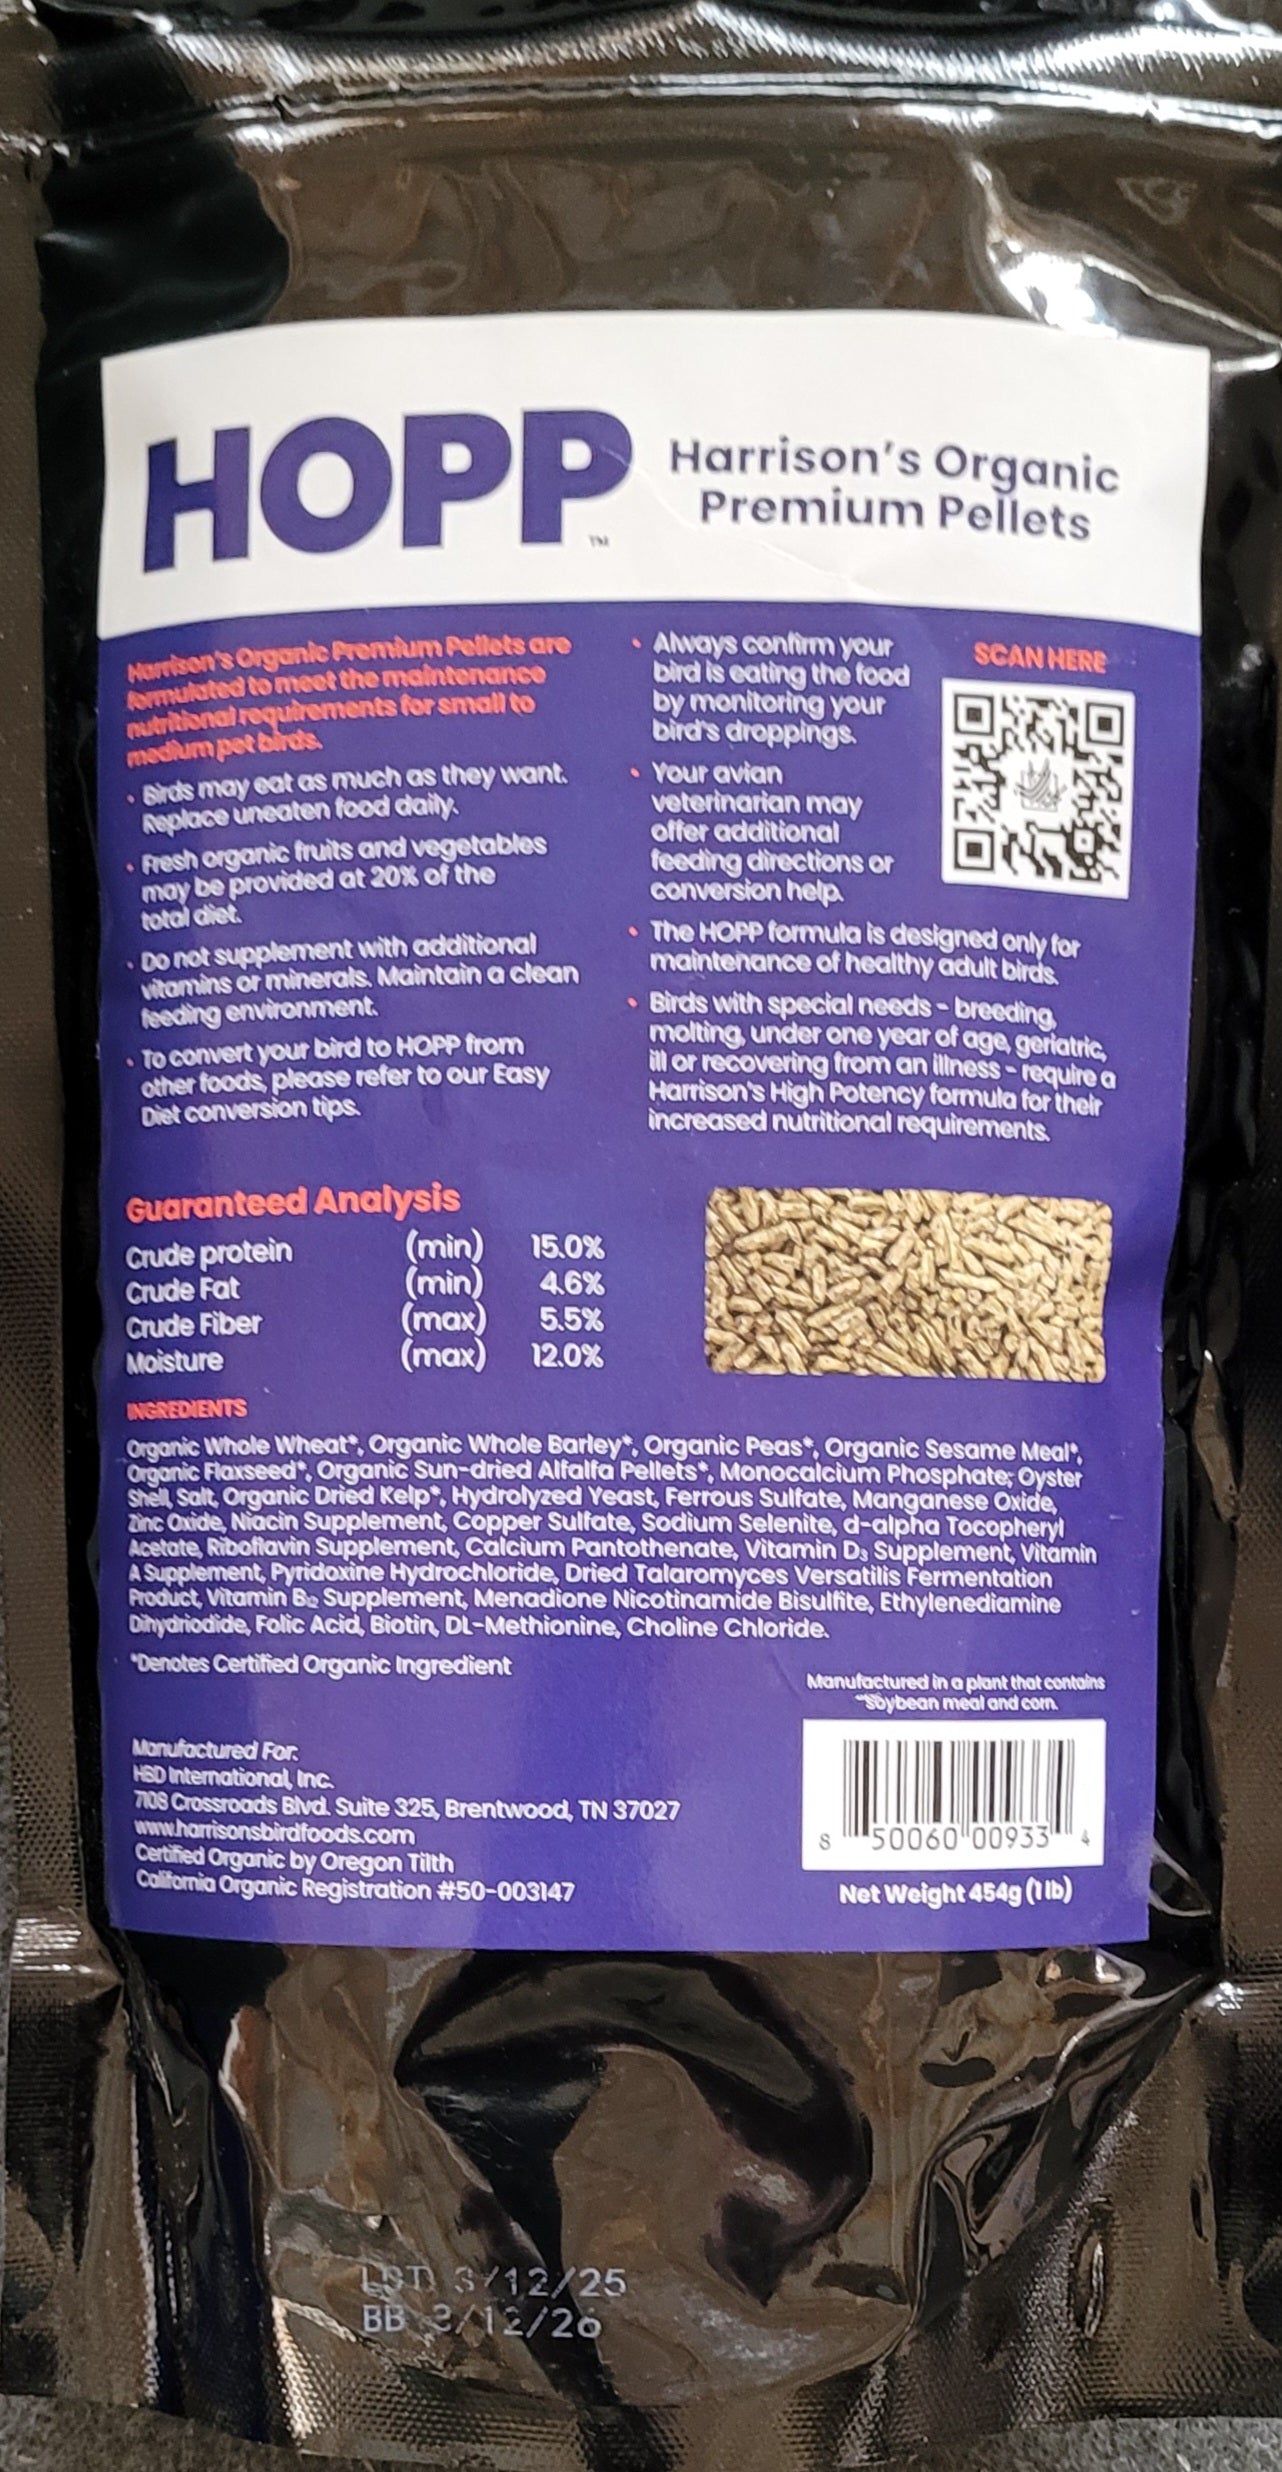 HOPP™
Harrison's Organic
Premium Pellets
Harrison's Organic Premium Pellets are
formulated to meet the maintenance
nutritional requirements for small to
medium pet birds.
• Birds may eat as much as they want.
Replace uneaten food daily.
• Fresh organic fruits and vegetables
may be provided at 20% of the
total diet.
• Do not supplement with additional
vitamins or minerals. Maintain a clean
feeding environment.
• To convert your bird to HOPP from
other foods, please refer to our Easy
Diet conversion tips.
• Always confirm your
bird is eating the food
by monitoring your
bird's droppings.
• Your avian
veterinarian may
offer additional
feeding directions or
conversion help.
• The HOPP formula is designed only for
maintenance of healthy adult birds.
• Birds with special needs - breeding,
molting, under one year of age, geriatric,
ill or recovering from an illness - require a
Harrison's High Potency formula for their
increased nutritional requirements.
SCAN HERE
Guaranteed Analysis
Crude protein (min) 15.0%
Crude Fat (min) 4.6%
Crude Fiber (max) 5.5%
Moisture (max) 12.0%
INGREDIENTS
Organic Whole Wheat*, Organic Whole Barley*, Organic Peas*, Organic Sesame Meal*,
Organic Flaxseed*, Organic Sun-dried Alfalfa Pellets*, Monocalcium Phosphate; Oyster
Shell, Salt, Organic Dried Kelp*, Hydrolyzed Yeast, Ferrous Sulfate, Manganese Oxide,
Zinc Oxide, Niacin Supplement, Copper Sulfate, Sodium Selenite, d-alpha Tocopheryl
Acetate, Riboflavin Supplement, Calcium Pantothenate, Vitamin D₃ Supplement, Vitamin
A Supplement, Pyridoxine Hydrochloride, Dried Talaromyces Versatilis Fermentation
Product, Vitamin B₁₂ Supplement, Menadione Nicotinamide Bisulfite, Ethylenediamine
Dihydriodide, Folic Acid, Biotin, DL-Methionine, Choline Chloride.
*Denotes Certified Organic Ingredient
Manufactured in a plant that contains
**Soybean meal and corn.
Manufactured For:
HBD International, Inc.
7108 Crossroads Blvd. Suite 325, Brentwood, TN 37027
www.harrisonsbirdfoods.com
Certified Organic by Oregon Tilth
California Organic Registration #50-003147
8 50060 00933 4
Net Weight 454g (1 lb)
LOT 3/12/25
BB 3/12/26